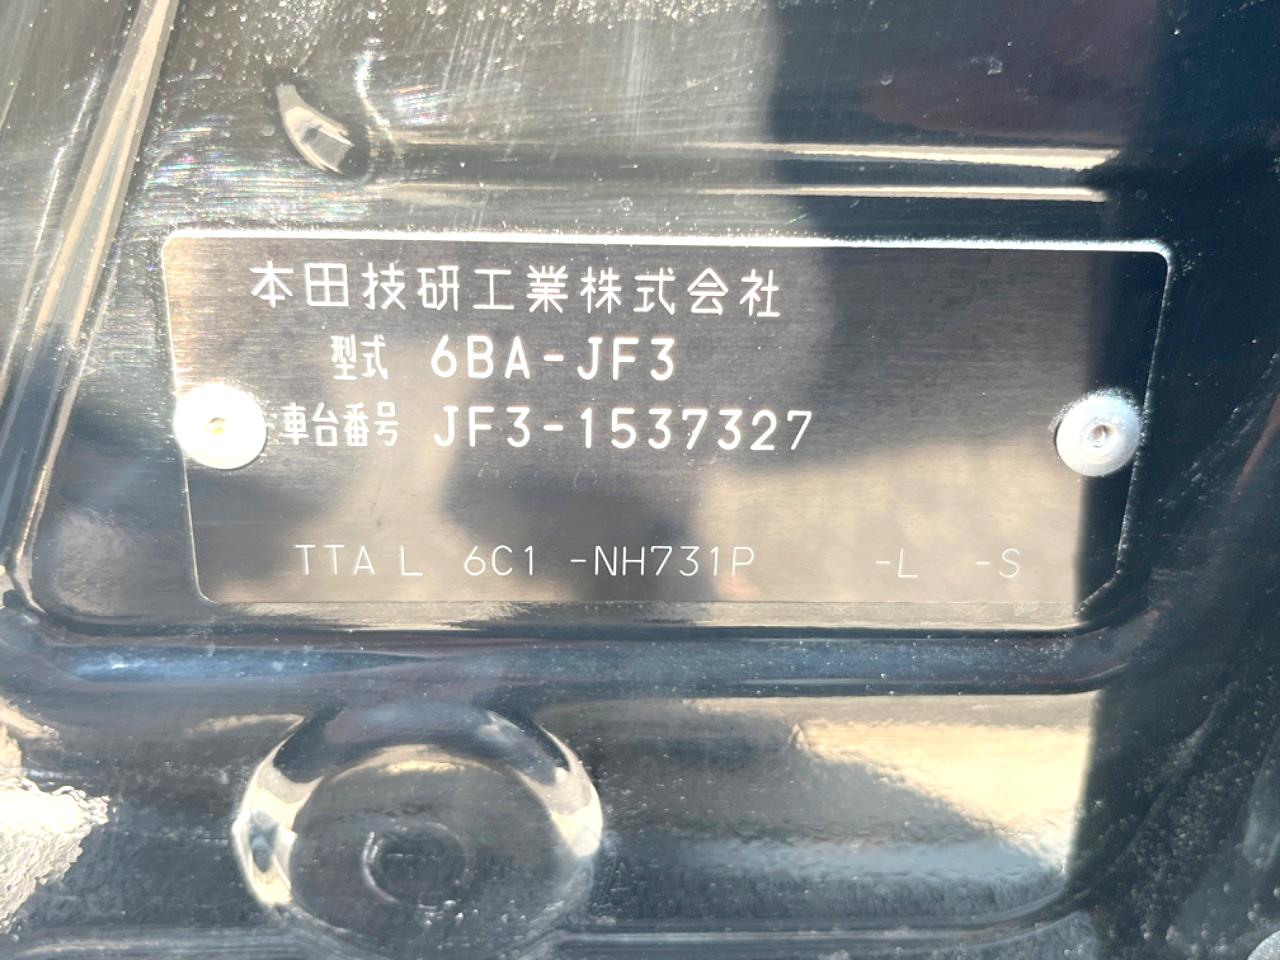 本田技研工業株式会社
型式 6BA-JF3
車台番号 JF3-1537327
TTA L 6C1 -NH731P -L -S